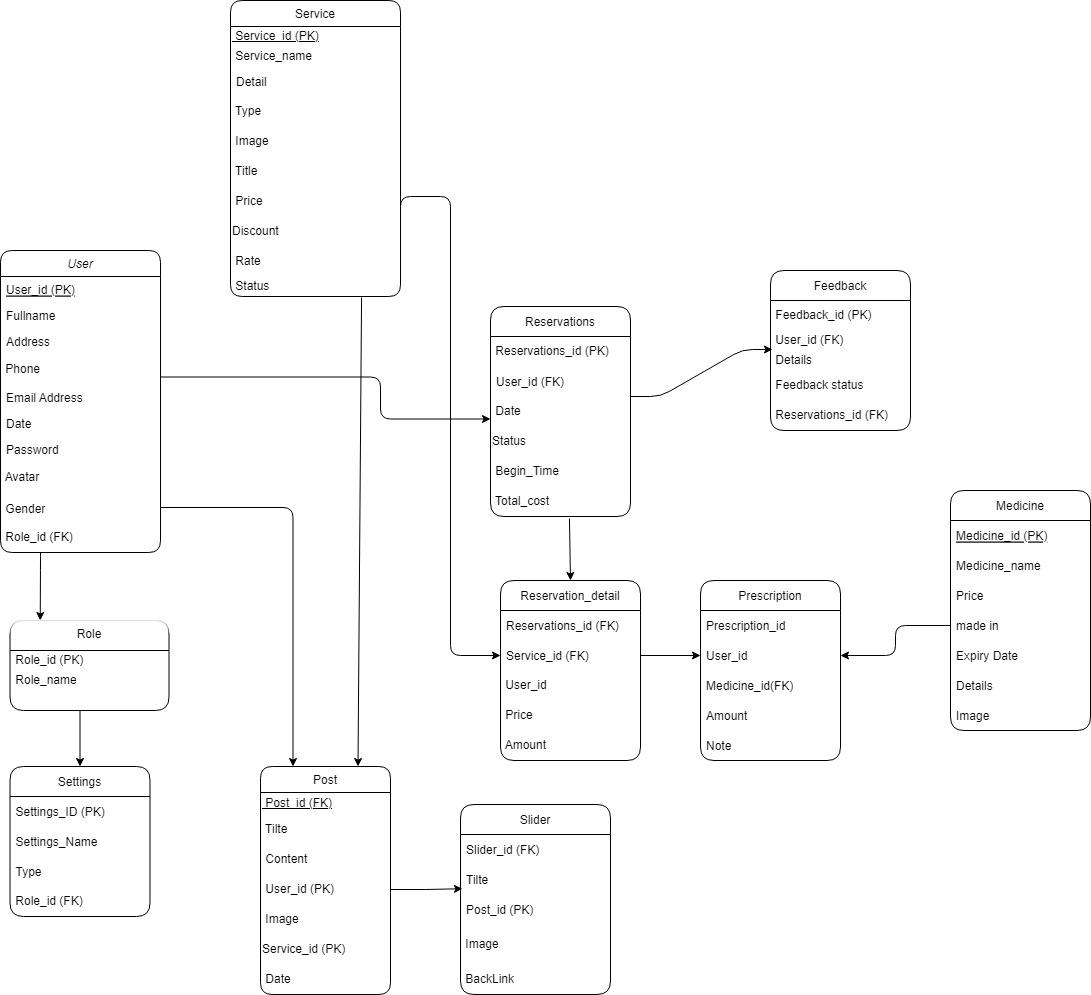 Service
Service_id (PK)
Service_name
Detail
Type
Image
Title
Price
Discount
Rate
Status
User
User_id (PK)
Fullname
Address
Phone
Email Address
Date
Password
Avatar
Gender
Role_id (FK)
Reservations
Reservations_id (PK)
User_id (FK)
Date
Status
Begin_Time
Total_cost
Feedback
Feedback_id (PK)
User_id (FK)
Details
Feedback status
Reservations_id (FK)
Medicine
Medicine_id (PK)
Medicine_name
Price
made in
Expiry Date
Details
Image
Reservation_detail
Reservations_id (FK)
Service_id (FK)
User_id
Price
Amount
Prescription
Prescription_id
User_id
Medicine_id(FK)
Amount
Note
Role
Role_id (PK)
Role_name
Settings
Settings_ID (PK)
Settings_Name
Type
Role_id (FK)
Post
Post_id (FK)
Tilte
Content
User_id (PK)
Image
Service_id (PK)
Date
Slider
Slider_id (FK)
Tilte
Post_id (PK)
Image
BackLink